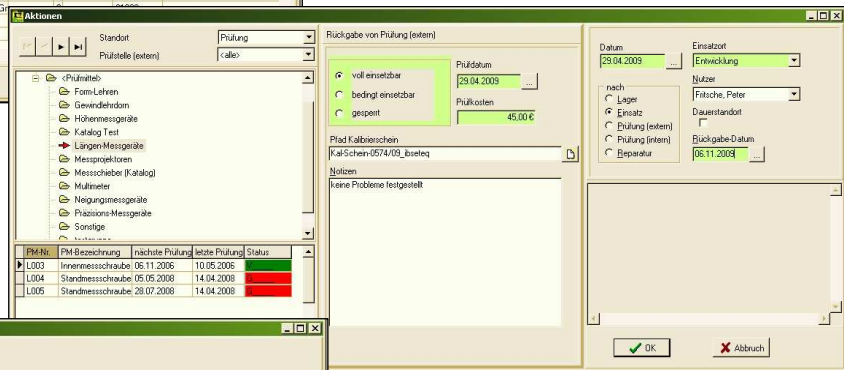 Aktionen
Standort
Prüfung
Prüfstelle (extern)
<alle>
<Prüfmittel>
Form-Lehren
Gewindlehrdorn
Höhenmessgeräte
Katalog Test
Längen-Messgeräte
Messprojektoren
Messschieber (Katalog)
Multimeter
Neigungsmessgeräte
Präzisions-Messgeräte
Sonstige
PM-Nr. PM-Bezeichnung nächste Prüfung letzte Prüfung Status
L003 Innenmessschraube 06.11.2006 10.05.2006
L004 Standmessschraube 05.05.2008 14.04.2008
L005 Standmessschraube 28.07.2008 14.04.2008
Rückgabe von Prüfung (extern)
voll einsetzbar
bedingt einsetzbar
gesperrt
Prüfdatum
29.04.2009 ...
Prüfkosten
45,00 €
Pfad Kalibrierschein
Kal-Schein-0574/09_ibseteq
Notizen
keine Probleme festgestellt
Datum
29.04.2009 ...
Einsatzort
Entwicklung
nach
Lager
Einsatz
Prüfung (extern)
Prüfung (intern)
Reparatur
Nutzer
Fritsche, Peter
Dauerstandort
Rückgabe-Datum
06.11.2009 ...
OK
Abbruch